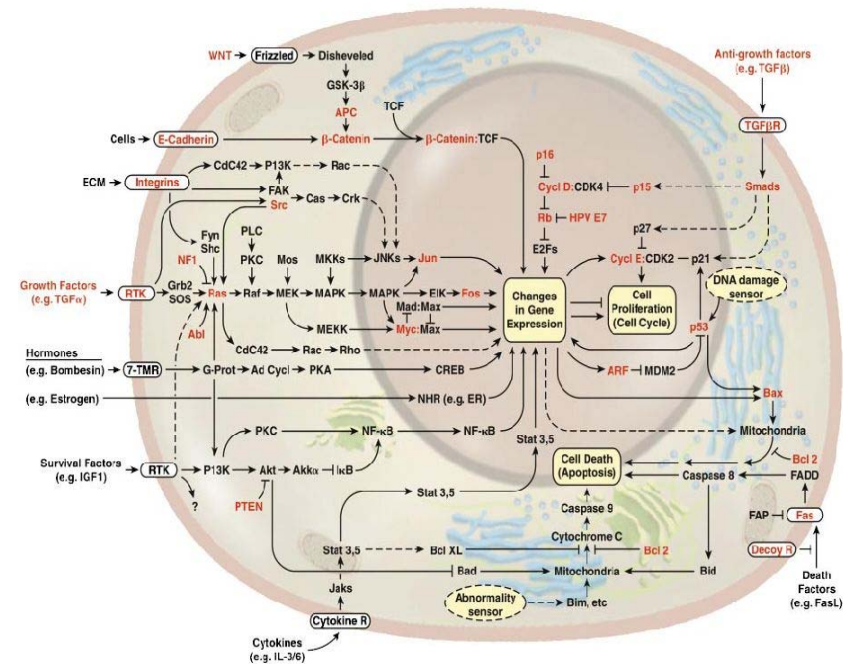 WNT
Frizzled
Disheveled
GSK-3β
APC
TCF
Cells
E-Cadherin
β-Catenin
β-Catenin:TCF
Anti-growth factors
(e.g. TGFβ)
TGFβR
Smads
p16
Cycl D:CDK4
p15
Rb
HPV E7
E2Fs
p27
Cycl E:CDK2
p21
DNA damage
sensor
CdC42
P13K
Rac
ECM
Integrins
FAK
Src
Cas
Crk
Fyn
Shc
PLC
NF1
PKC
Mos
MKKs
JNKs
Jun
Growth Factors
(e.g. TGFα)
RTK
Grb2
SOS
Ras
Raf
MEK
MAPK
MAPK
ElK
Fos
Mad:Max
MEKK
Myc:Max
Abl
CdC42
Rac
Rho
Changes
in Gene
Expression
Cell
Proliferation
(Cell Cycle)
p53
ARF
MDM2
Bax
Hormones
(e.g. Bombesin)
7-TMR
G-Prot
Ad Cycl
PKA
CREB
(e.g. Estrogen)
NHR (e.g. ER)
PKC
NF-κB
NF-κB
Stat 3,5
Mitochondria
Survival Factors
(e.g. IGF1)
RTK
P13K
Akt
Akkα
IκB
?
PTEN
Stat 3,5
Cell Death
(Apoptosis)
Caspase 8
Bcl 2
FADD
Caspase 9
FAP
Fas
Cytochrome C
Stat 3,5
Bcl XL
Bcl 2
Decoy R
Bad
Mitochondria
Bid
Death
Factors
(e.g. FasL)
Jaks
Abnormality
sensor
Bim, etc
Cytokine R
Cytokines
(e.g. IL-3/6)